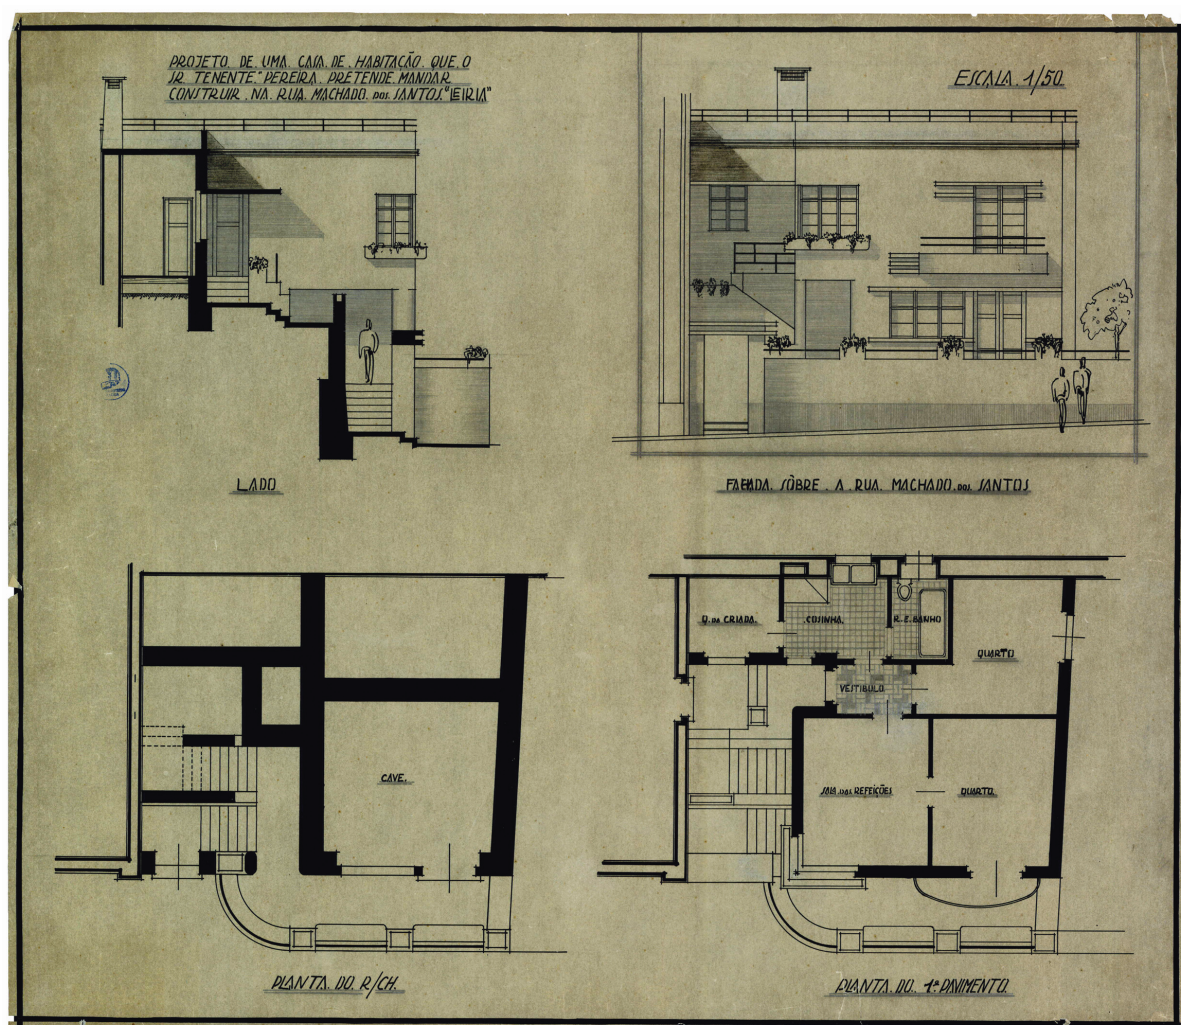 PROJETO. DE. UMA. CASA. DE. HABITAÇÃO. QUE. O
SR. TENENTE." PEREIRA. PRETENDE. MANDAR
CONSTRUIR. NA. RUA. MACHADO. DOS. SANTOS. "LEIRIA"
ESCALA. 1/50.
LADO
FAHADA. SÔBRE. A. RUA. MACHADO. DOS. SANTOS
Q. DA CRIADA.
COSINHA.
R. E. BANHO
QUARTO
VESTIBULO
CAVE.
SALA. DAS REFEIÇÕES
QUARTO.
PLANTA. DO. R/CH.
PLANTA. DO. 1º PAVIMENTO.